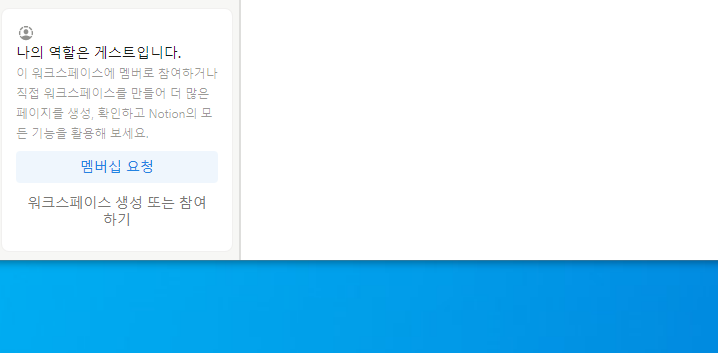 나의 역할은 게스트입니다.
이 워크스페이스에 멤버로 참여하거나
직접 워크스페이스를 만들어 더 많은
페이지를 생성, 확인하고 Notion의 모
든 기능을 활용해 보세요.
멤버십 요청
워크스페이스 생성 또는 참여
하기